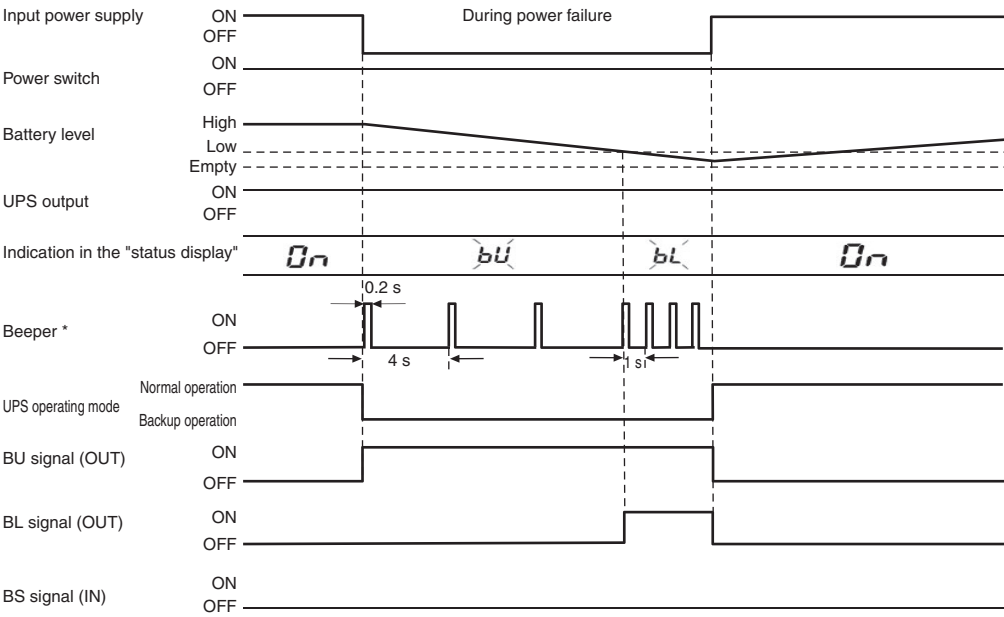 Input power supply ON During power failure
OFF
ON
Power switch
OFF
Battery level High
Low
Empty
ON
UPS output
OFF
Indication in the "status display" On bU bL On
0.2 s
ON
Beeper *
OFF
4 s 1 s
Normal operation
UPS operating mode
Backup operation
BU signal (OUT) ON
OFF
BL signal (OUT) ON
OFF
ON
BS signal (IN)
OFF